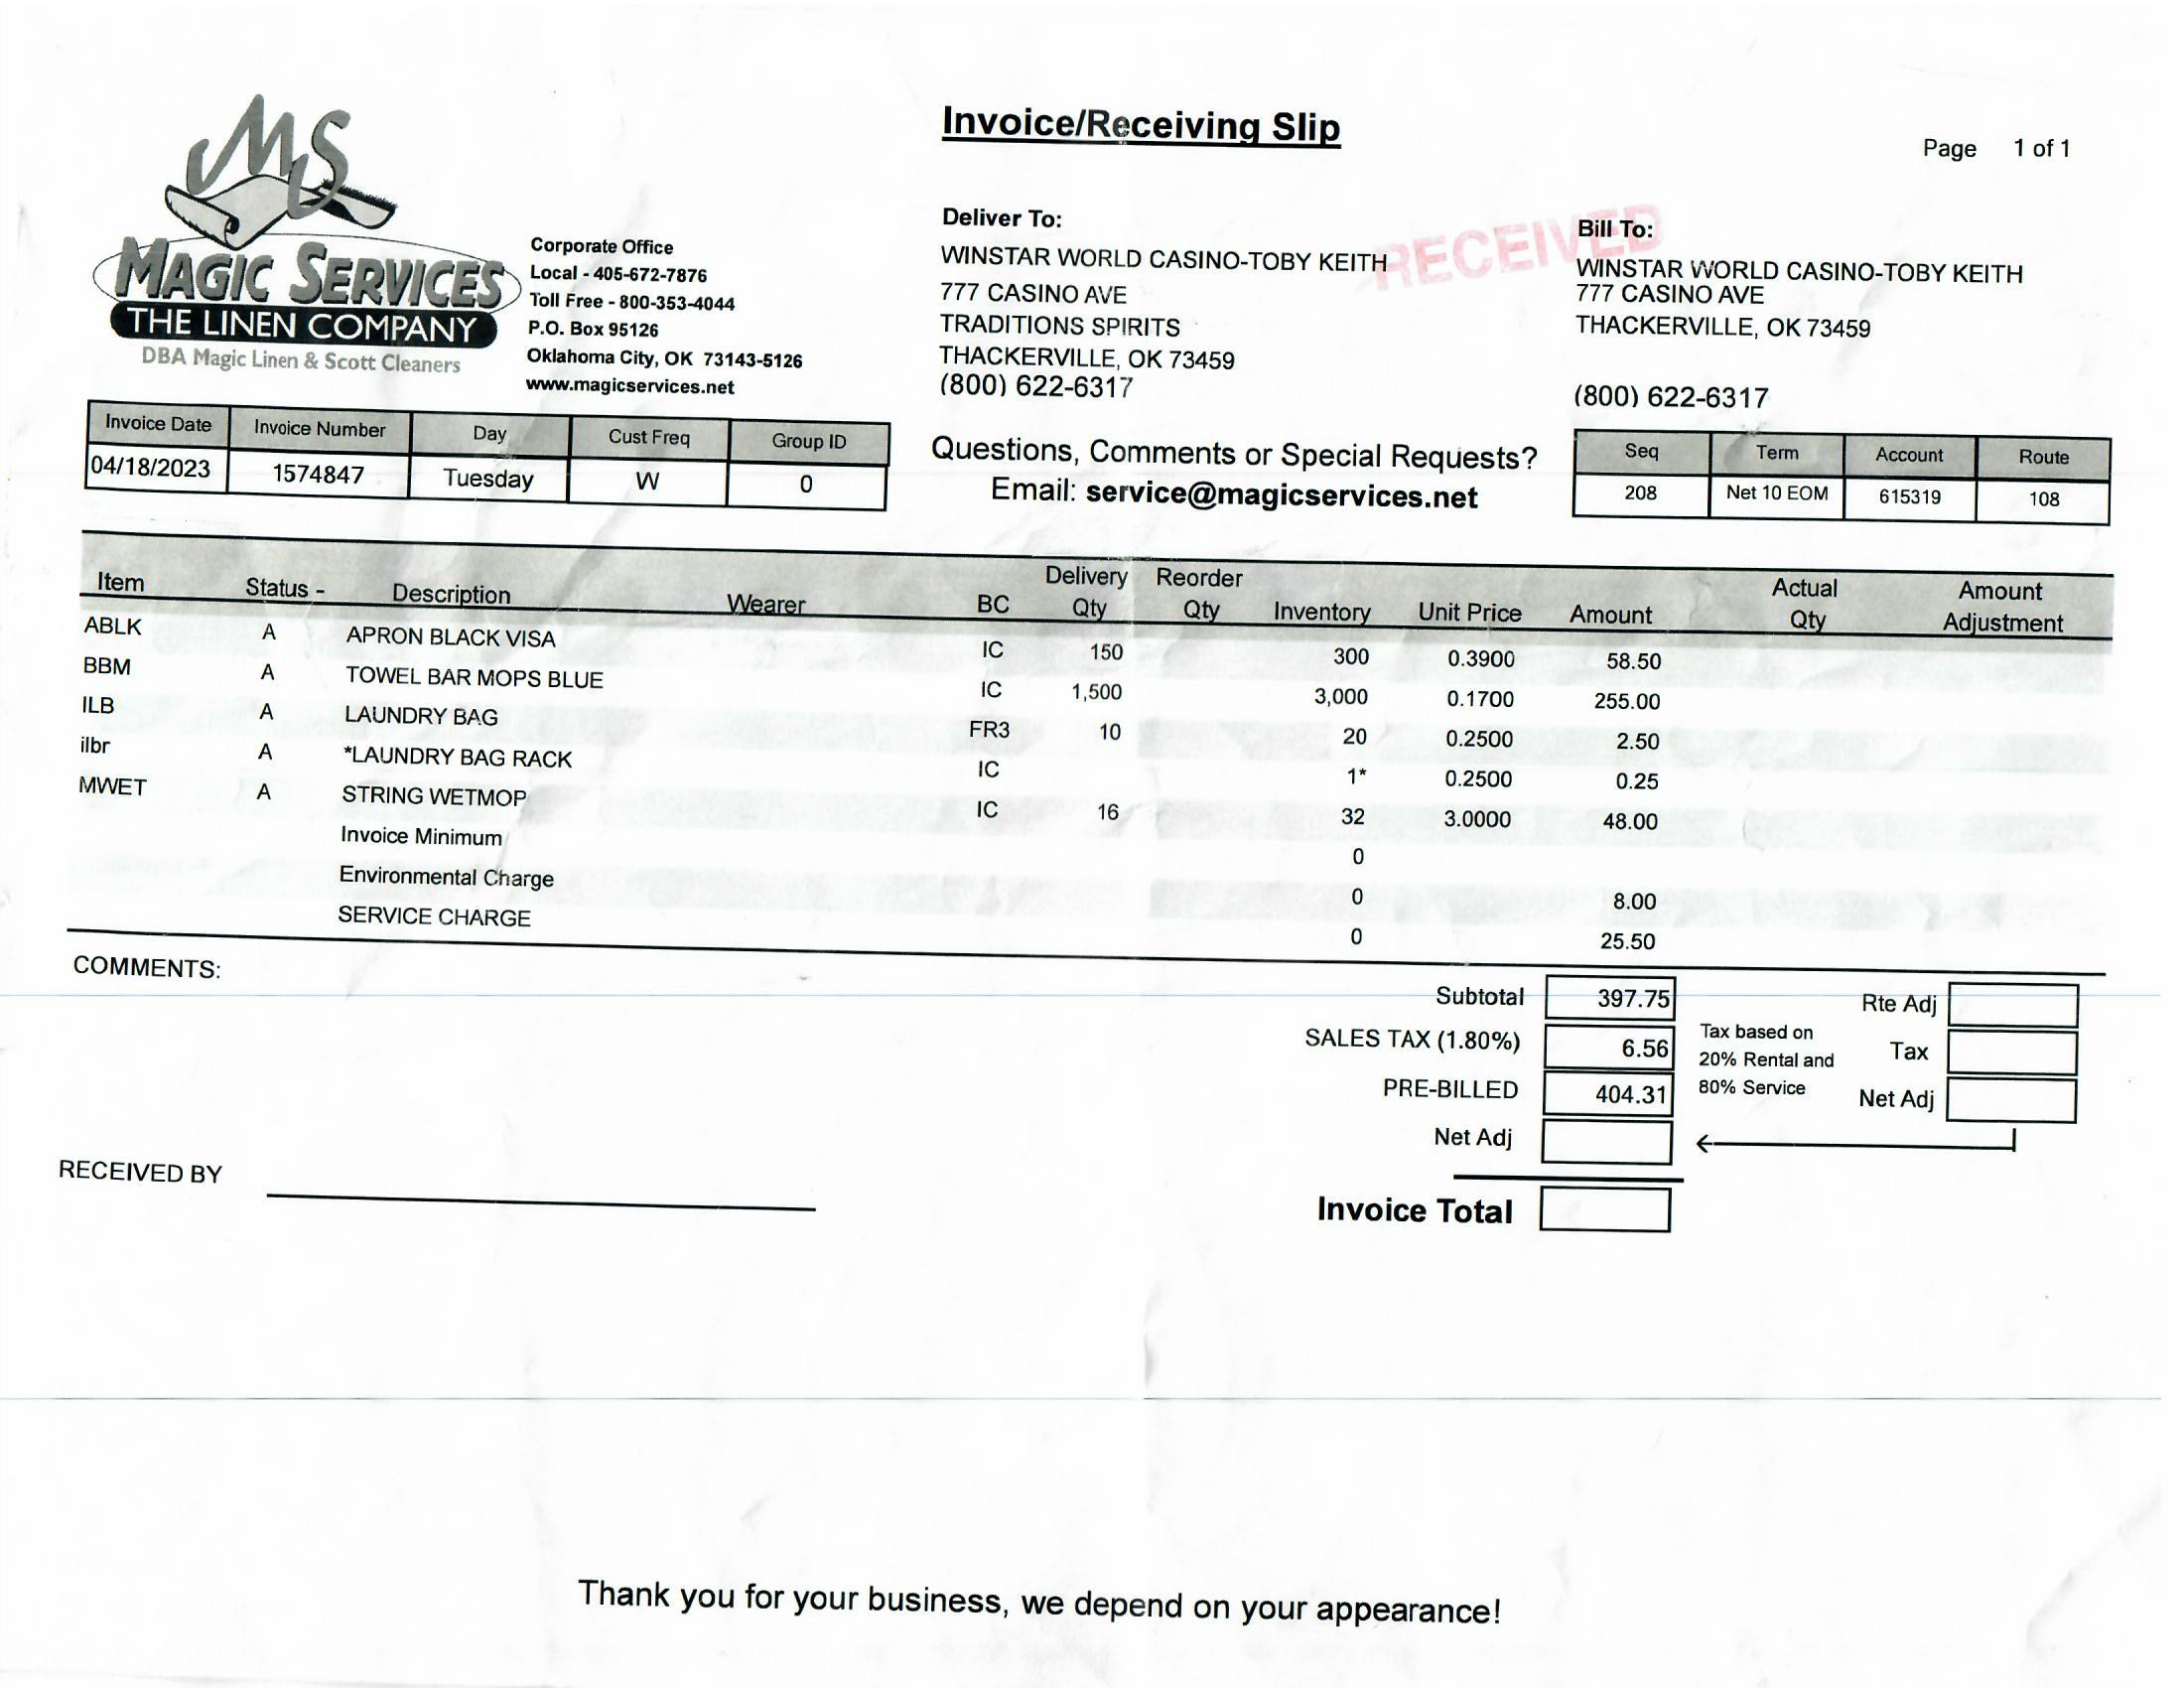 Invoice/Receiving Slip
Page 1 of 1
MS
MAGIC SERVICES
THE LINEN COMPANY
DBA Magic Linen & Scott Cleaners
Corporate Office
Local - 405-672-7876
Toll Free - 800-353-4044
P.O. Box 95126
Oklahoma City, OK 73143-5126
www.magicservices.net
Deliver To:
WINSTAR WORLD CASINO-TOBY KEITH
777 CASINO AVE
TRADITIONS SPIRITS
THACKERVILLE, OK 73459
(800) 622-6317
RECEIVED
Bill To:
WINSTAR WORLD CASINO-TOBY KEITH
777 CASINO AVE
THACKERVILLE, OK 73459
(800) 622-6317
Invoice Date Invoice Number Day Cust Freq Group ID
04/18/2023 1574847 Tuesday W 0
Questions, Comments or Special Requests?
Email: service@magicservices.net
Seq Term Account Route
208 Net 10 EOM 615319 108
Item Status - Description Wearer BC Delivery Qty Reorder Qty Inventory Unit Price Amount Actual Qty Amount Adjustment
ABLK A APRON BLACK VISA IC 150 300 0.3900 58.50
BBM A TOWEL BAR MOPS BLUE IC 1,500 3,000 0.1700 255.00
ILB A LAUNDRY BAG FR3 10 20 0.2500 2.50
ilbr A *LAUNDRY BAG RACK IC 1* 0.2500 0.25
MWET A STRING WETMOP IC 16 32 3.0000 48.00
Invoice Minimum 0
Environmental Charge 0 8.00
SERVICE CHARGE 0 25.50
COMMENTS:
Subtotal 397.75
SALES TAX (1.80%) 6.56
PRE-BILLED 404.31
Net Adj
Invoice Total
Tax based on
20% Rental and
80% Service
Rte Adj
Tax
Net Adj
RECEIVED BY
Thank you for your business, we depend on your appearance!